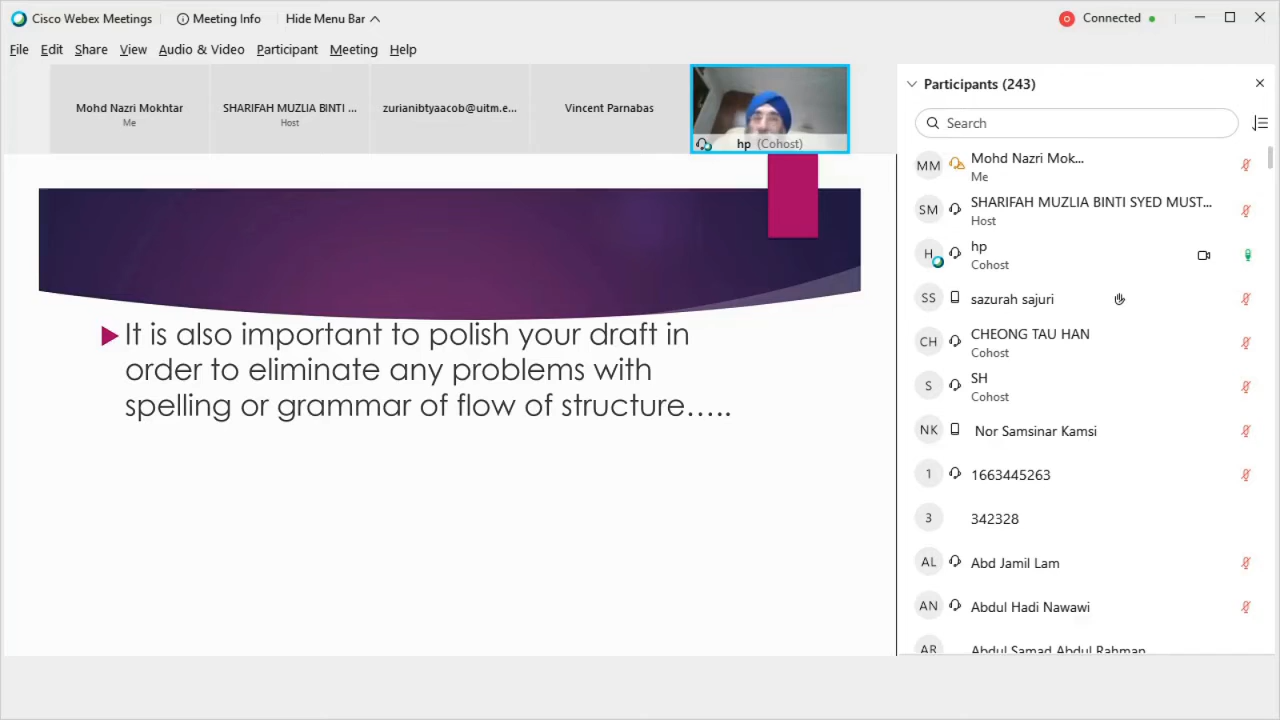 Cisco Webex Meetings
Meeting Info
Hide Menu Bar
Connected
File Edit Share View Audio & Video Participant Meeting Help
Mohd Nazri Mokhtar
Me
SHARIFAH MUZLIA BINTI ...
Host
zurianibtyaacob@uitm.e...
Vincent Parnabas
hp (Cohost)
It is also important to polish your draft in
order to eliminate any problems with
spelling or grammar of flow of structure…..
Participants (243)
Search
MM Mohd Nazri Mok...
Me
SM SHARIFAH MUZLIA BINTI SYED MUST...
Host
H hp
Cohost
SS sazurah sajuri
CH CHEONG TAU HAN
Cohost
S SH
Cohost
NK Nor Samsinar Kamsi
1 1663445263
3 342328
AL Abd Jamil Lam
AN Abdul Hadi Nawawi
AR Abdul Samad Abdul Rahman